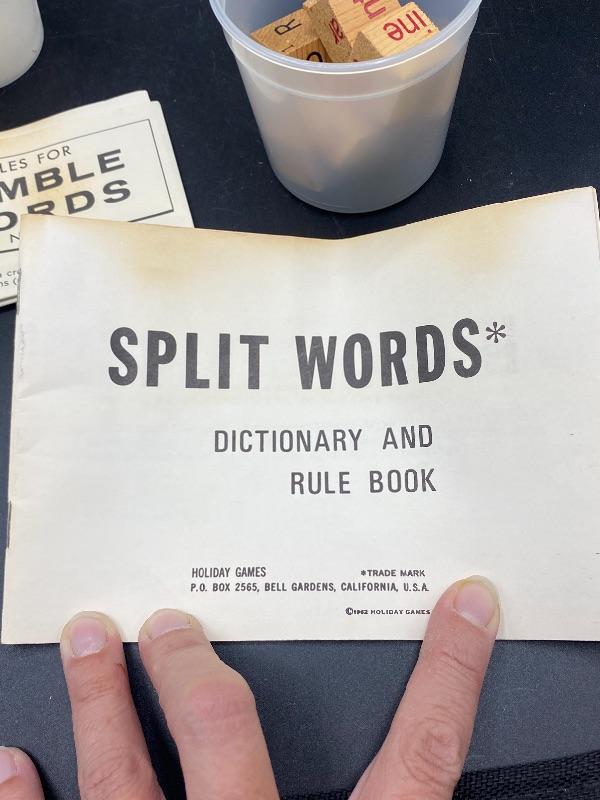 R
ar
ine
LES FOR
MBLE
ORDS
SPLIT WORDS*
DICTIONARY AND
RULE BOOK
HOLIDAY GAMES *TRADE MARK
P.O. BOX 2565, BELL GARDENS, CALIFORNIA, U.S.A.
©1962 HOLIDAY GAMES